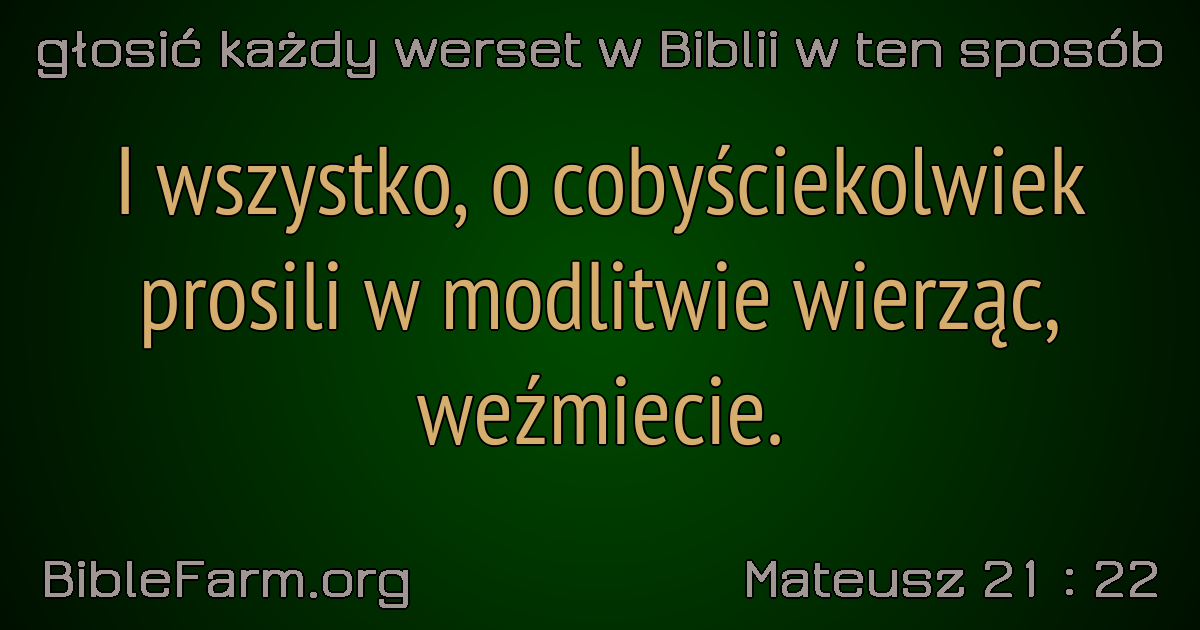 głosić każdy werset w Biblii w ten sposób
I wszystko, o cobyściekolwiek
prosili w modlitwie wierząc,
weźmiecie.
BibleFarm.org
Mateusz 21 : 22